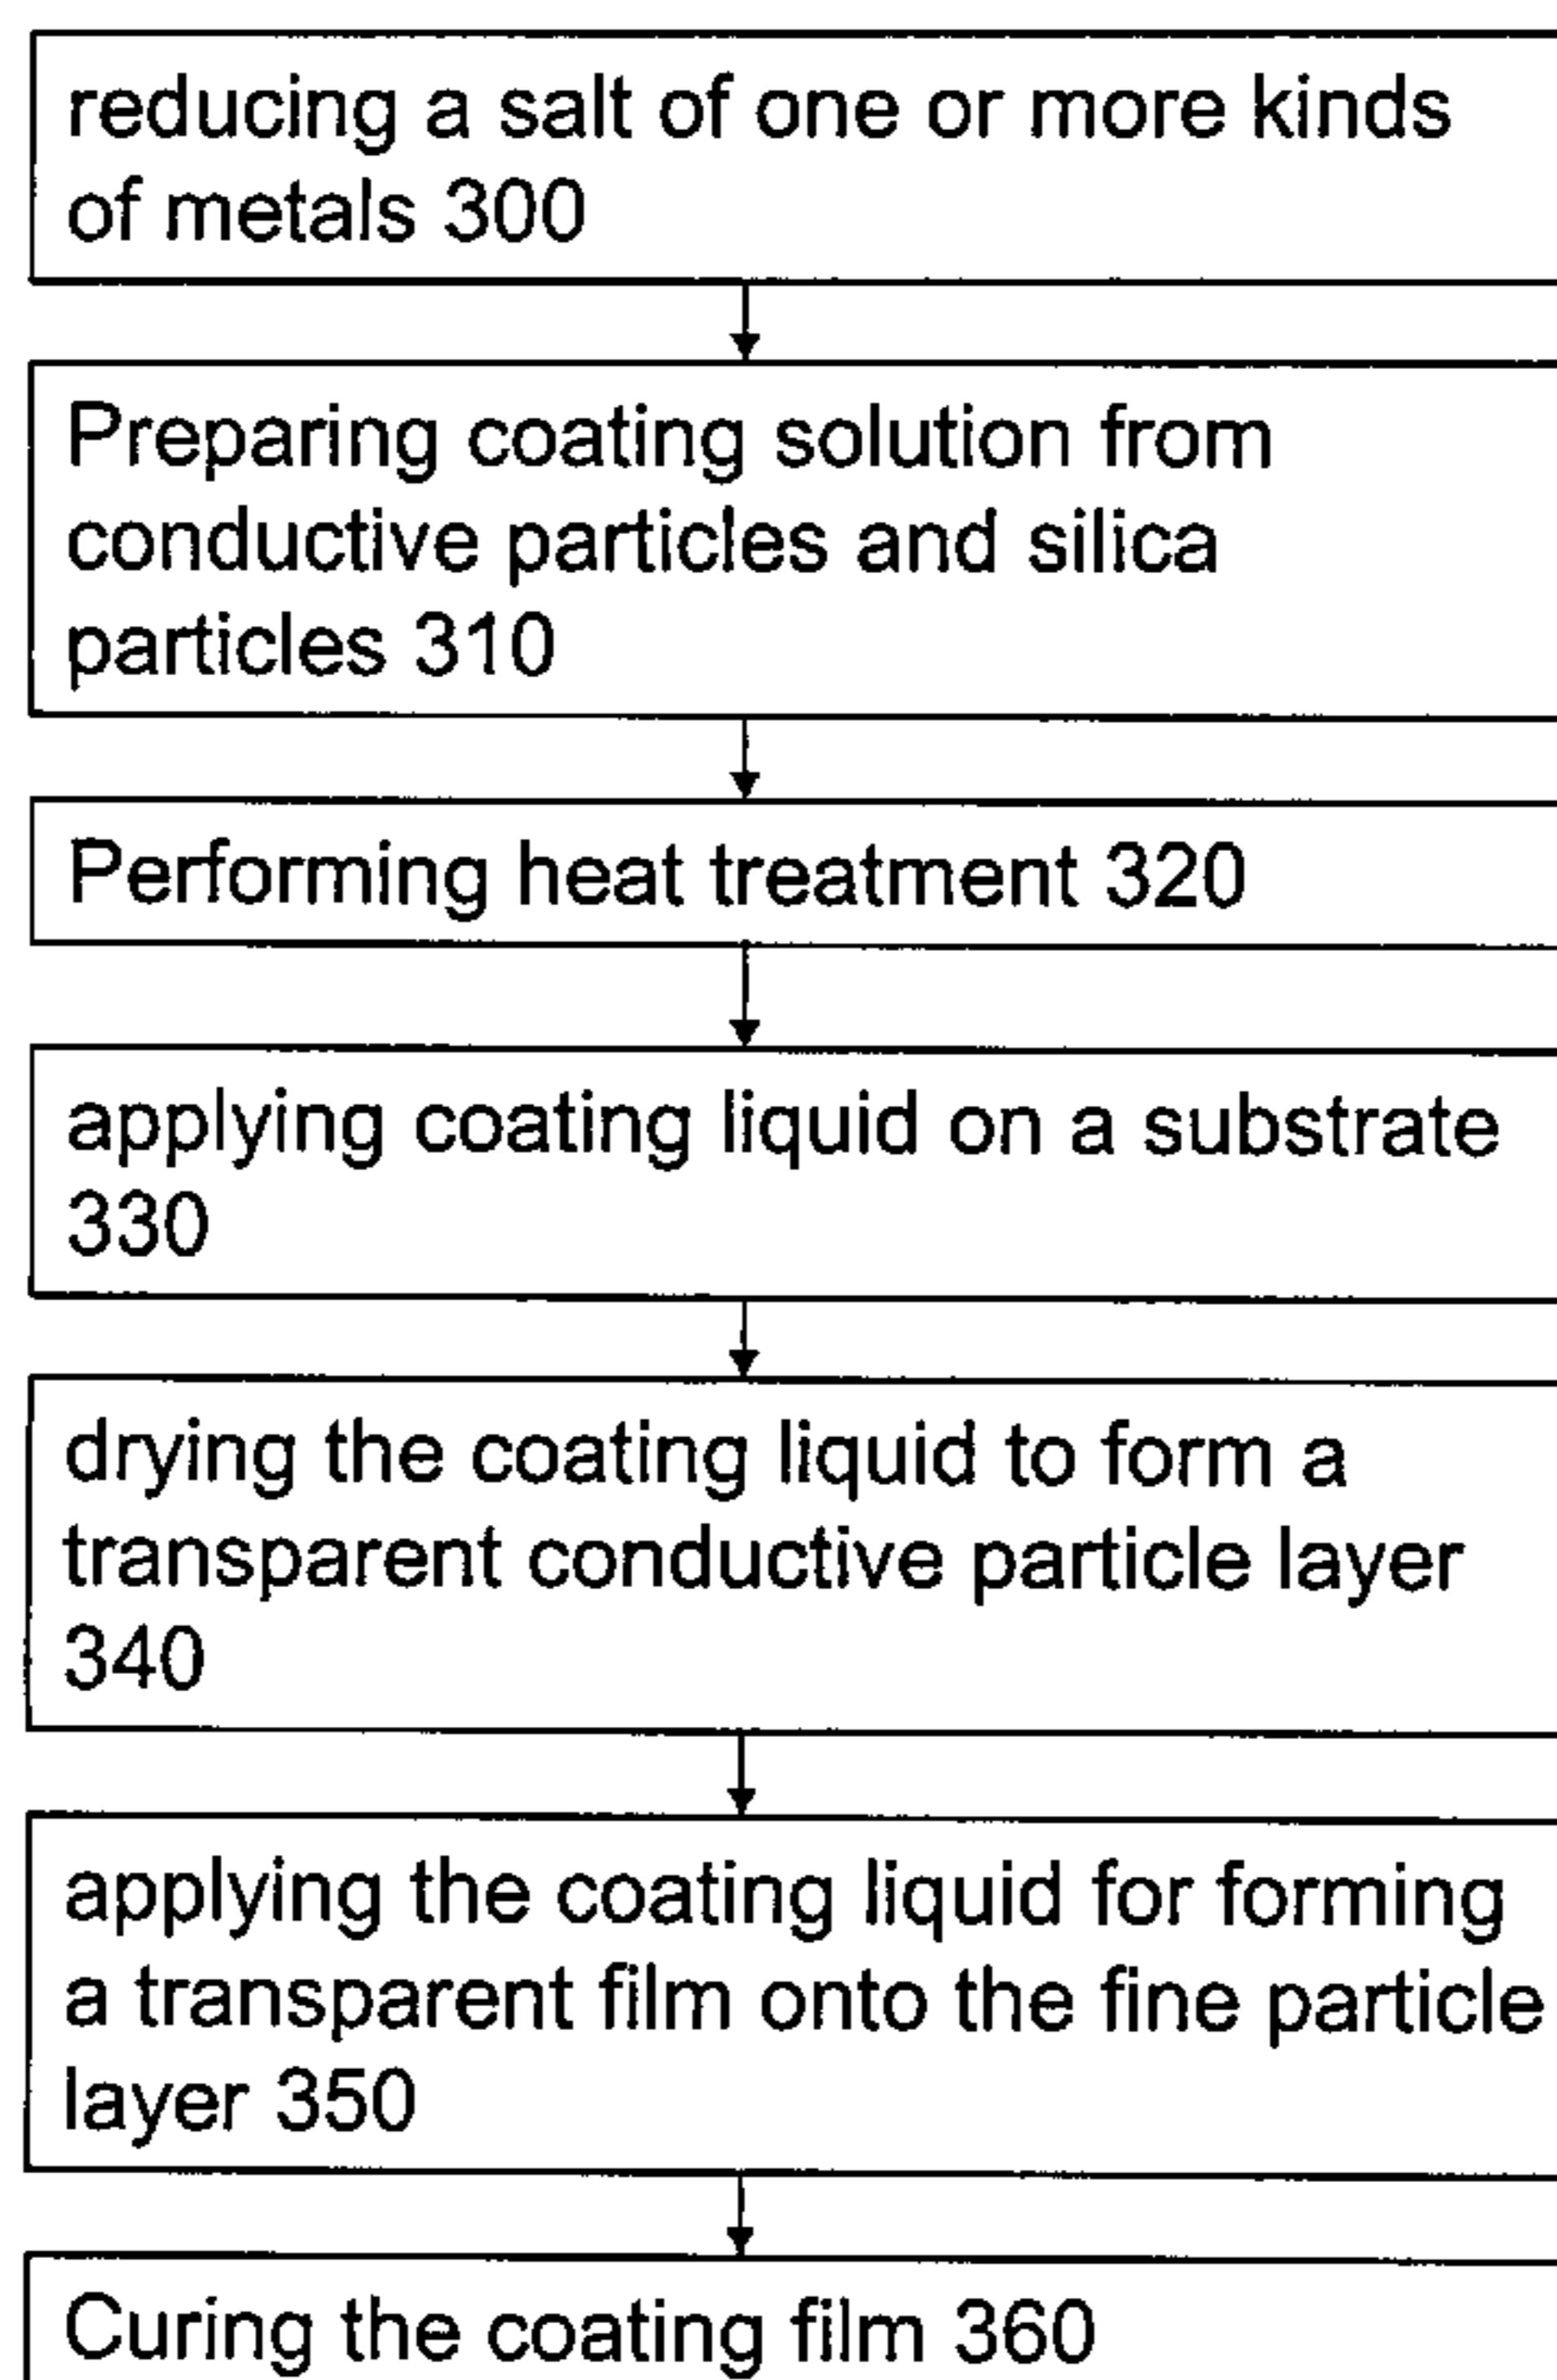 reducing a salt of one or more kinds
of metals 300
Preparing coating solution from
conductive particles and silica
particles 310
Performing heat treatment 320
applying coating liquid on a substrate
330
drying the coating liquid to form a
transparent conductive particle layer
340
applying the coating liquid for forming
a transparent film onto the fine particle
layer 350
Curing the coating film 360